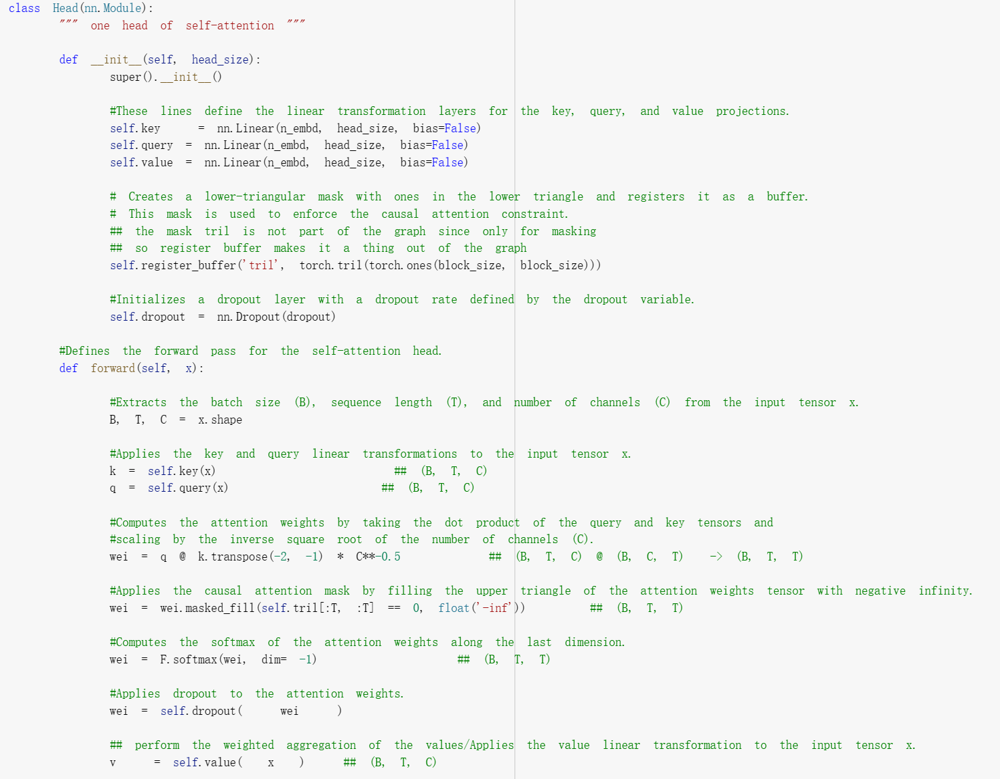 class Head(nn.Module):
""" one head of self-attention """
def __init__(self, head_size):
super().__init__()
#These lines define the linear transformation layers for the key, query, and value projections.
self.key = nn.Linear(n_embd, head_size, bias=False)
self.query = nn.Linear(n_embd, head_size, bias=False)
self.value = nn.Linear(n_embd, head_size, bias=False)
# Creates a lower-triangular mask with ones in the lower triangle and registers it as a buffer.
# This mask is used to enforce the causal attention constraint.
## the mask tril is not part of the graph since only for masking
## so register buffer makes it a thing out of the graph
self.register_buffer('tril', torch.tril(torch.ones(block_size, block_size)))
#Initializes a dropout layer with a dropout rate defined by the dropout variable.
self.dropout = nn.Dropout(dropout)
#Defines the forward pass for the self-attention head.
def forward(self, x):
#Extracts the batch size (B), sequence length (T), and number of channels (C) from the input tensor x.
B, T, C = x.shape
#Applies the key and query linear transformations to the input tensor x.
k = self.key(x) ## (B, T, C)
q = self.query(x) ## (B, T, C)
#Computes the attention weights by taking the dot product of the query and key tensors and
#scaling by the inverse square root of the number of channels (C).
wei = q @ k.transpose(-2, -1) * C**-0.5 ## (B, T, C) @ (B, C, T) -> (B, T, T)
#Applies the causal attention mask by filling the upper triangle of the attention weights tensor with negative infinity.
wei = wei.masked_fill(self.tril[:T, :T] == 0, float('-inf')) ## (B, T, T)
#Computes the softmax of the attention weights along the last dimension.
wei = F.softmax(wei, dim= -1) ## (B, T, T)
#Applies dropout to the attention weights.
wei = self.dropout( wei )
## perform the weighted aggregation of the values/Applies the value linear transformation to the input tensor x.
v = self.value( x ) ## (B, T, C)